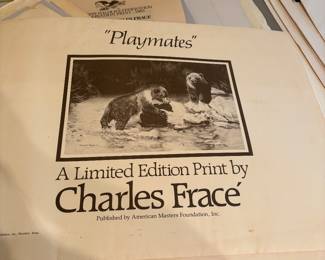 "Playmates"
A Limited Edition Print by
Charles Fracé
Published by American Masters Foundation, Inc.